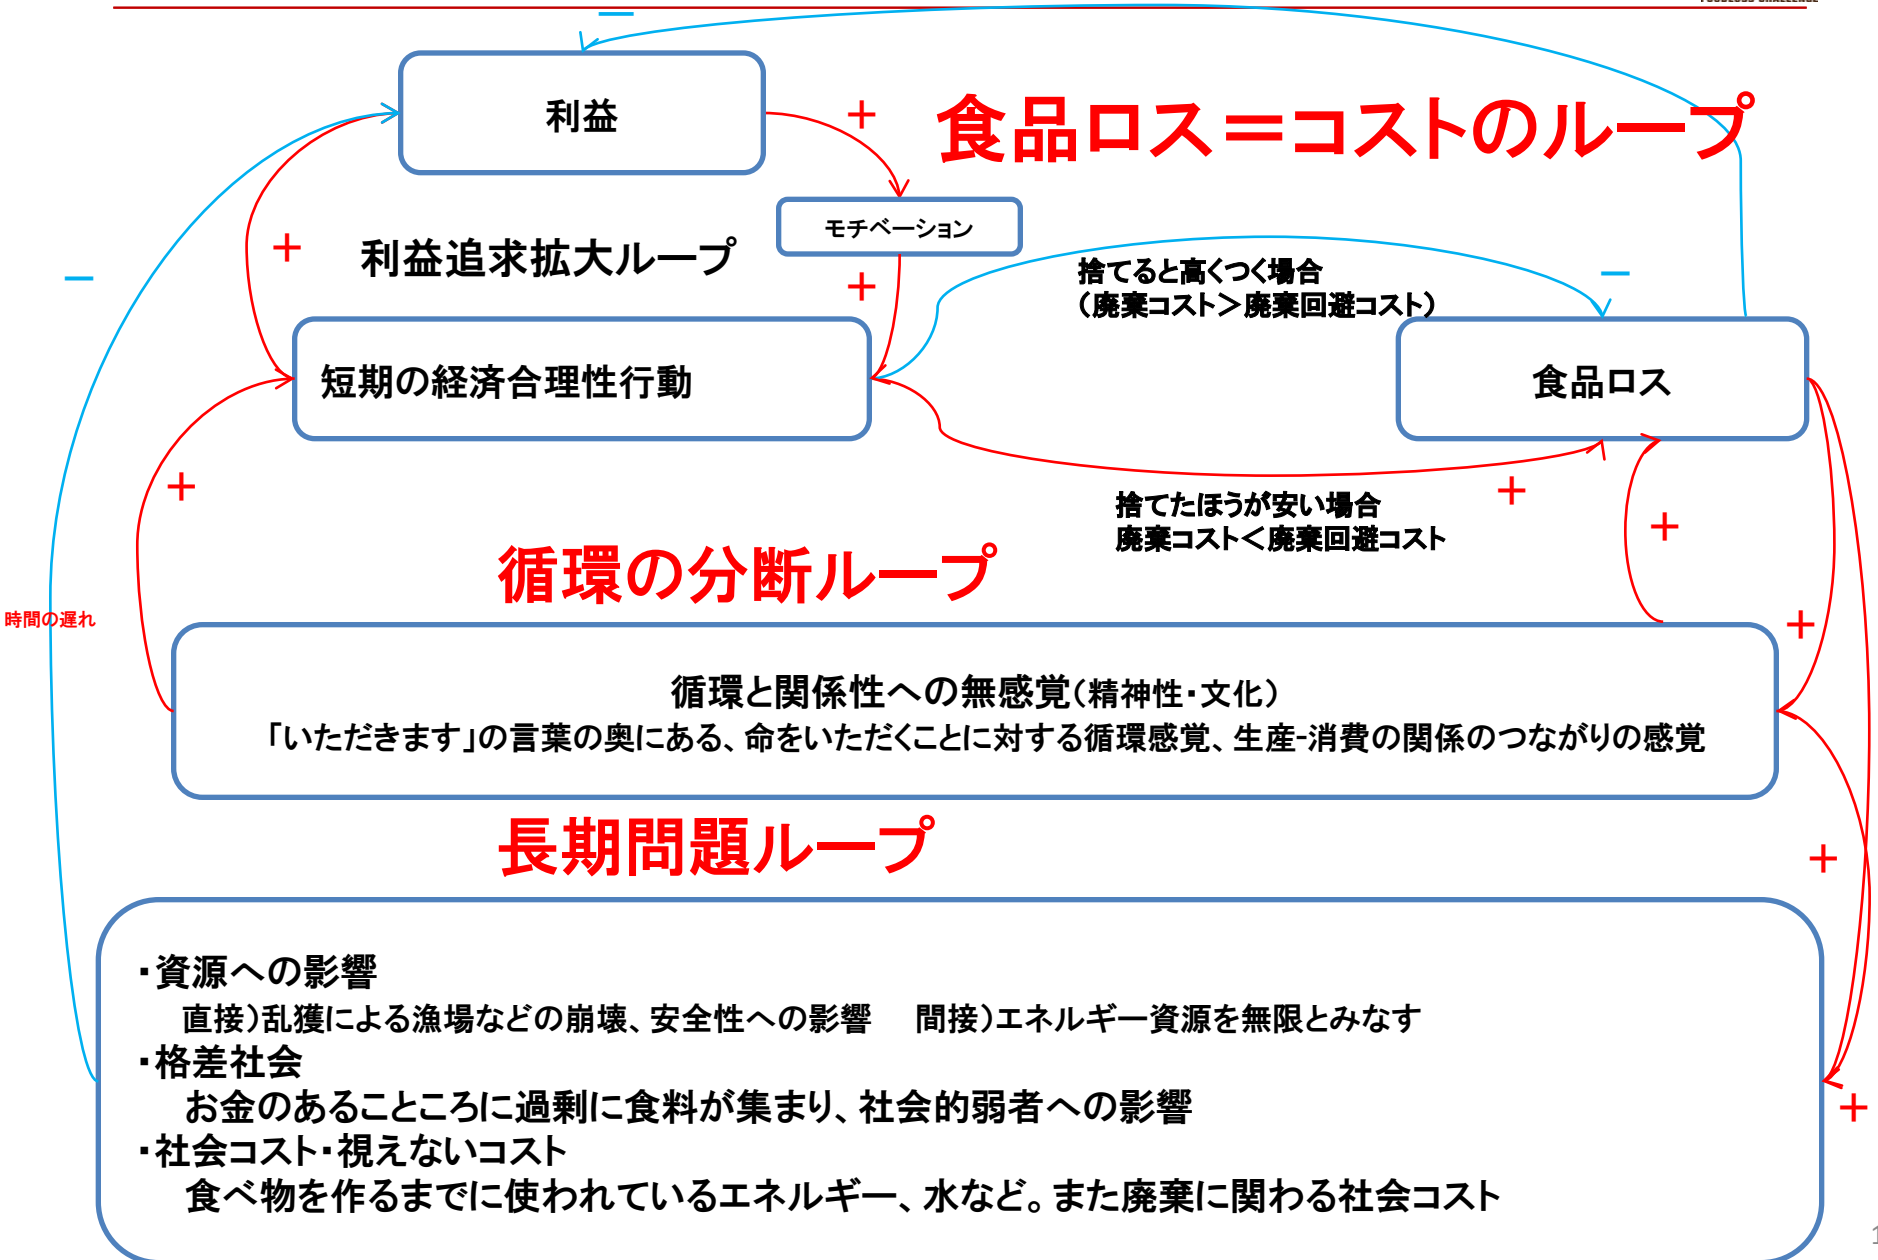 FOODLOSS CHALLENGE
－
利益
＋
食品ロス＝コストのループ
モチベーション
＋
利益追求拡大ループ
＋
－
捨てると高くつく場合
（廃棄コスト＞廃棄回避コスト）
－
短期の経済合理性行動
食品ロス
＋
捨てたほうが安い場合
廃棄コスト＜廃棄回避コスト
＋
＋
循環の分断ループ
時間の遅れ
＋
循環と関係性への無感覚（精神性・文化）
「いただきます」の言葉の奥にある、命をいただくことに対する循環感覚、生産-消費の関係のつながりの感覚
長期問題ループ
＋
・資源への影響
直接）乱獲による漁場などの崩壊、安全性への影響　間接）エネルギー資源を無限とみなす
・格差社会
お金のあることころに過剰に食料が集まり、社会的弱者への影響
＋
・社会コスト・視えないコスト
食べ物を作るまでに使われているエネルギー、水など。また廃棄に関わる社会コスト